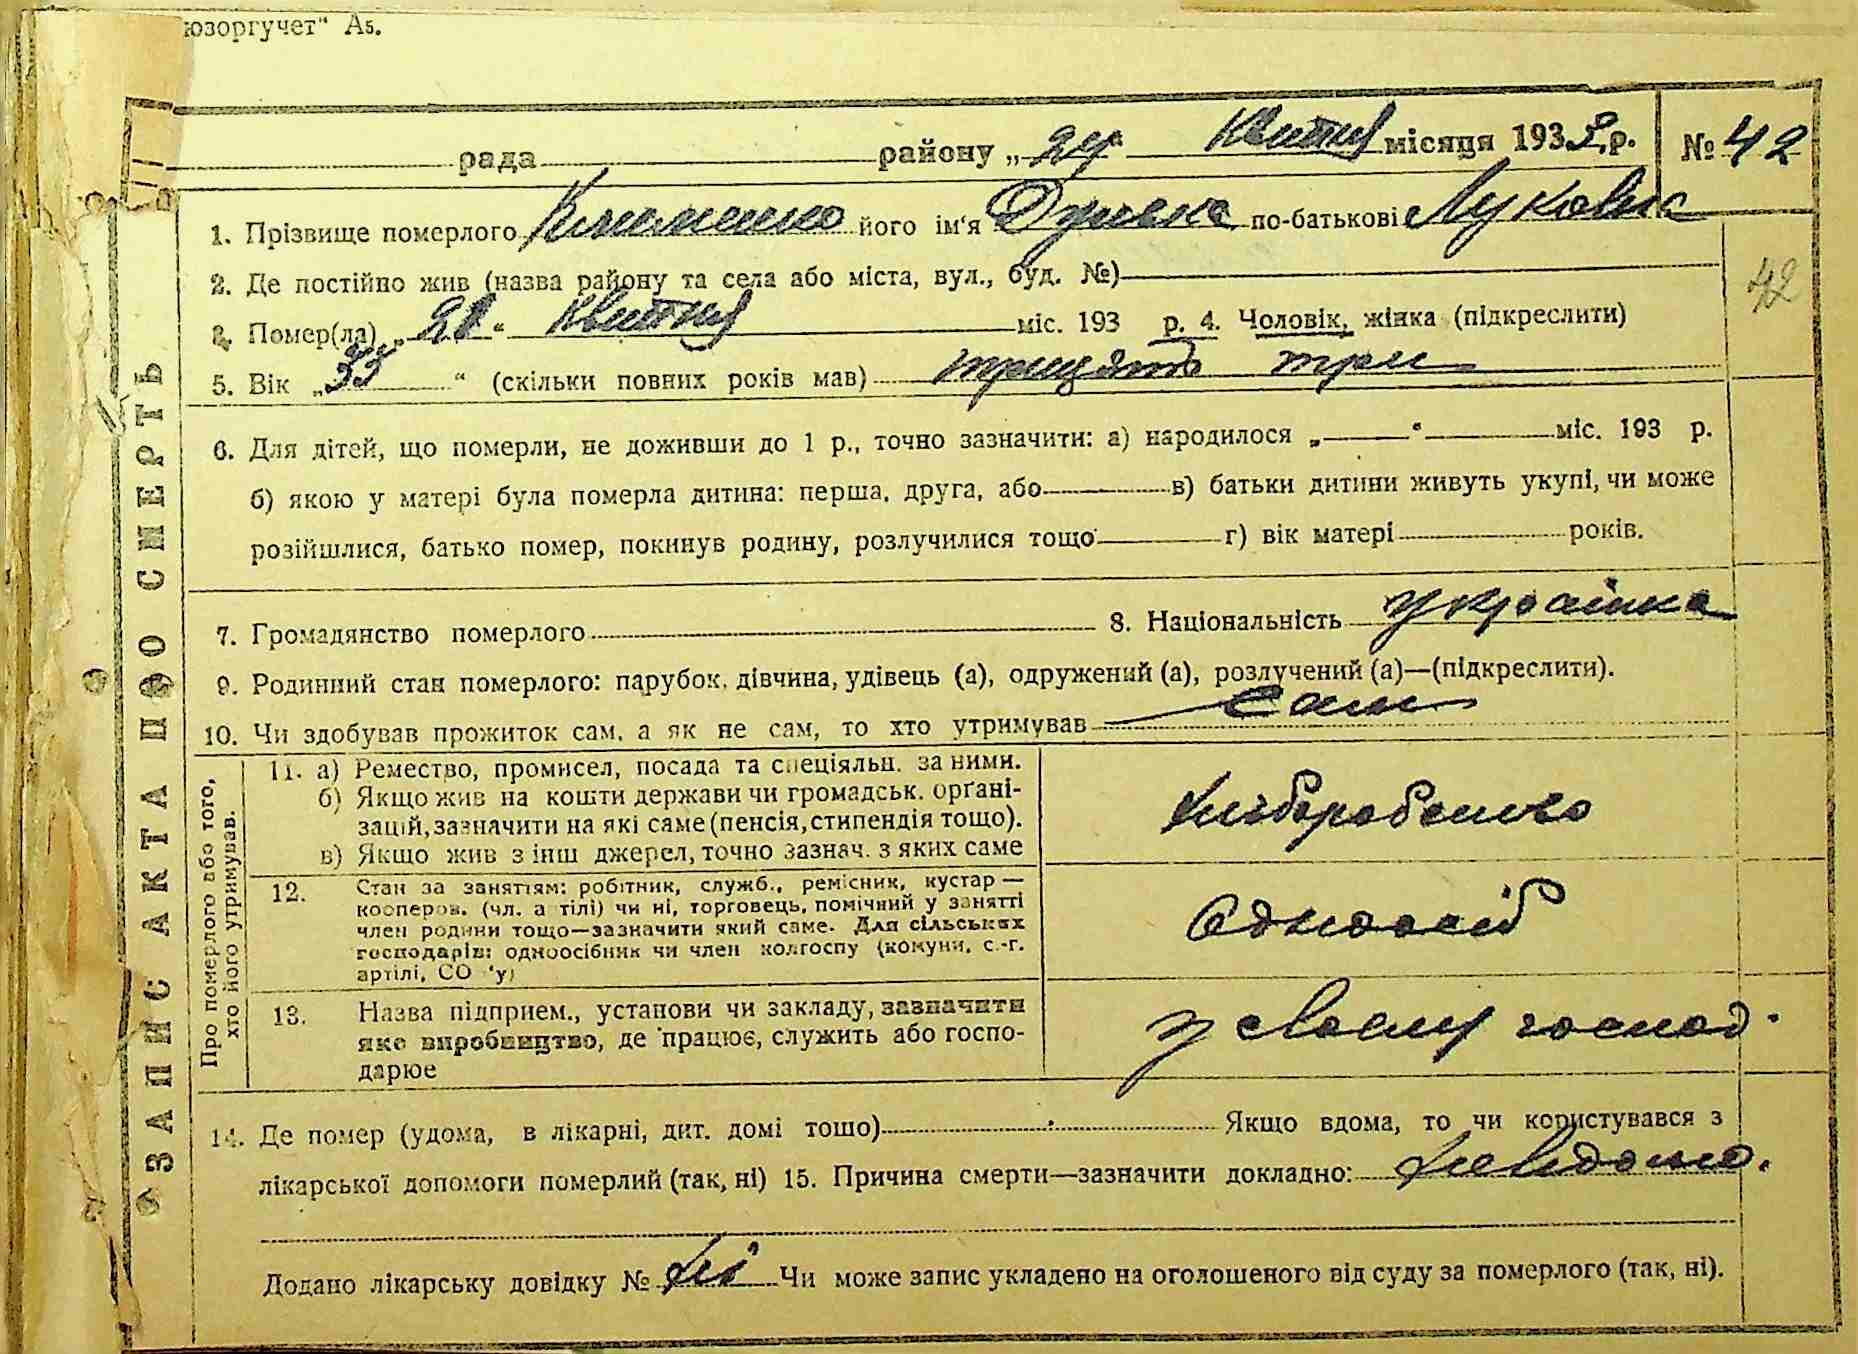 юзоргучет" А5.
рада района „24" Квітня місяця 1933 р. № 42
1. Прізвище померлого Клименко його ім'я по-батькові Луковна
42
2. Де постійно жив (назва району та села або міста, вул., буд. №)
3. Помер(ла) „ “ Квітня міс. 193 р. 4. Чоловік, жінка (підкреслити)
5. Вік „33“ (скільки повних років мав) тридцять три
6. Для дітей, що померли, не доживши до 1 р., точно зазначити: а) народилося „ “ міс. 193 р.
б) якою у матері була померла дитина: перша, друга, або в) батьки дитини живуть укупі, чи може
розійшлися, батько помер, покинув родину, розлучилися тощо г) вік матері років.
7. Громадянство померлого 8. Національність українка
9. Родинний стан померлого: парубок, дівчина, удівець (а), одружений (а), розлучений (а)—(підкреслити).
10. Чи здобував прожиток сам, а як не сам, то хто утримував сам
ЗАПИС АКТА ПРО СМЕРТЬ
Про померлого або того,
хто його утримував.
11. а) Ремество, промисел, посада та спеціяльн. за ними.
б) Якщо жив на кошти держави чи громадськ. орґані-
зацій, зазначити на які саме (пенсія, стипендія тощо).
в) Якщо жив з інш джерел, точно зазнач. з яких саме
хліборобство
12. Стан за заняттям: робітник, служб., ремісник, кустар —
кооперов. (чл. а тілі) чи ні, торговець, помічний у занятті
член родини тощо—зазначити який саме. Для сільських
господарів: одноосібник чи член колгоспу (комуни, с.-г.
артілі, СО 'у)
Одноосіб
13. Назва підприєм., установи чи закладу, зазначити
яке виробництво, де працює, служить або госпо-
дарює
у своєму господ.
14. Де помер (удома, в лікарні, дит. домі тощо) Якщо вдома, то чи користувався з
лікарської допомоги померлий (так, ні) 15. Причина смерти—зазначити докладно: невідомо.
Додано лікарську довідку № ні Чи може запис укладено на оголошеного від суду за померлого (так, ні).